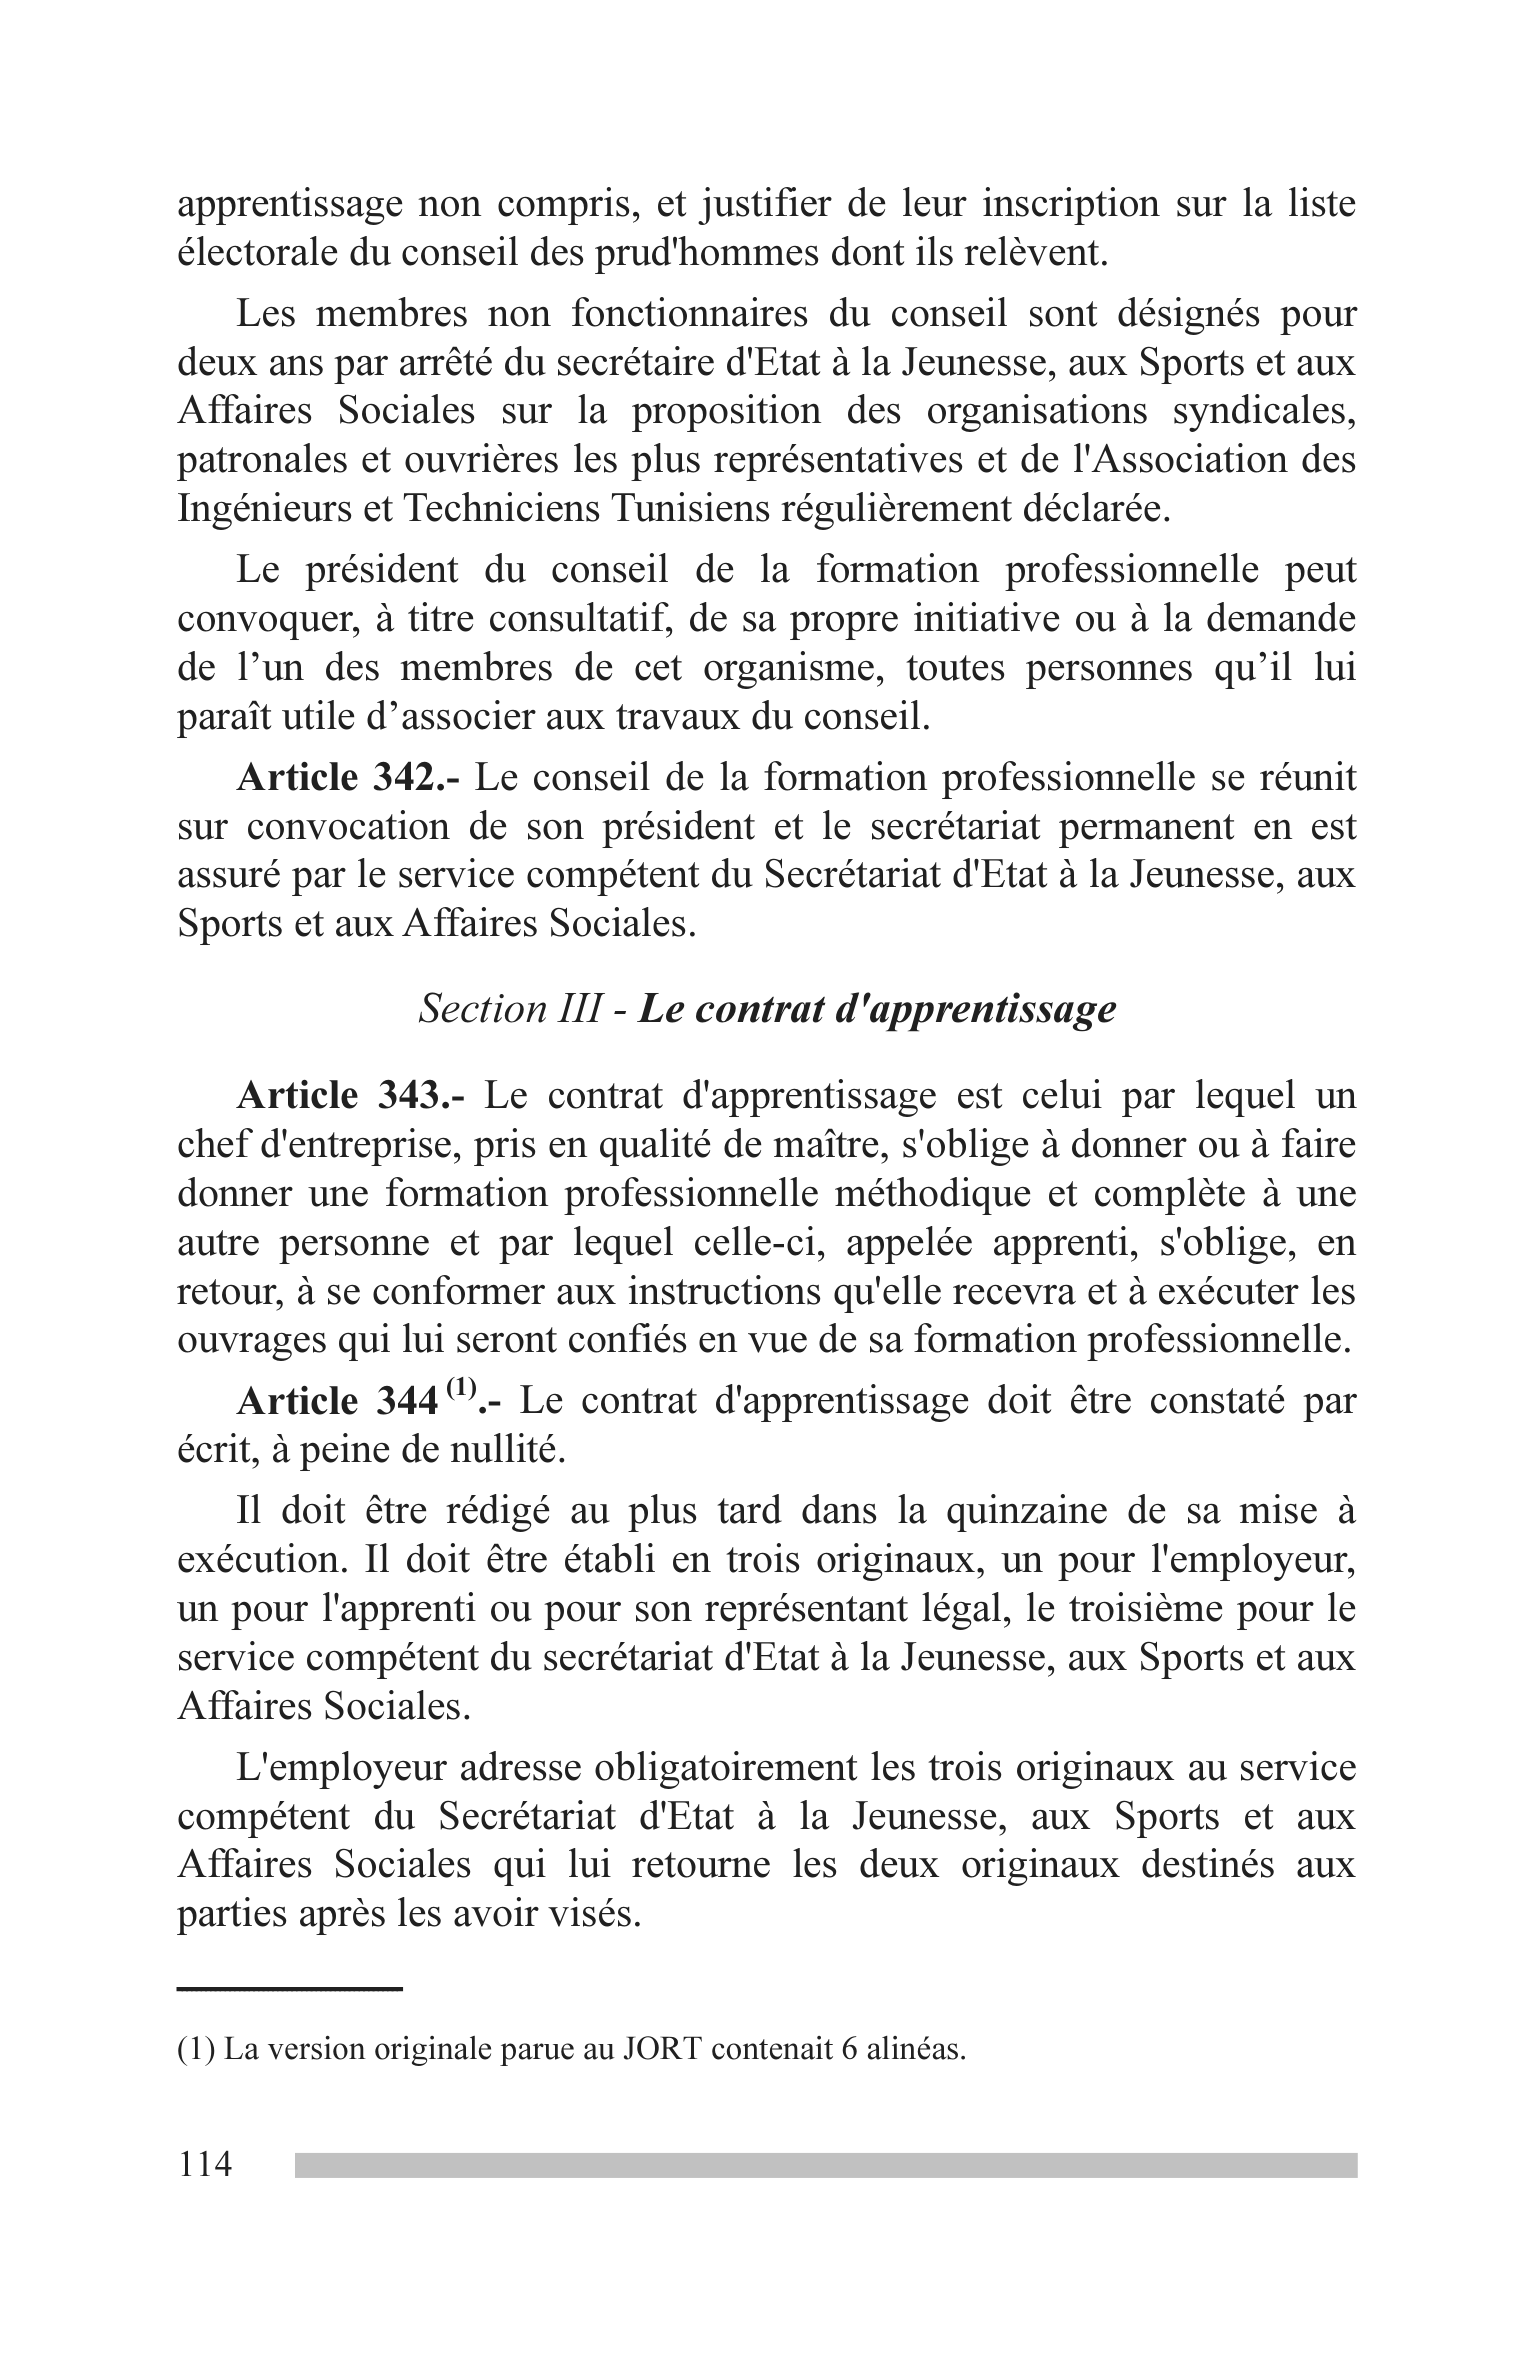 apprentissage non compris, et justifier de leur inscription sur la liste
électorale du conseil des prud'hommes dont ils relèvent.
Les membres non fonctionnaires du conseil sont désignés pour
deux ans par arrêté du secrétaire d'Etat à la Jeunesse, aux Sports et aux
Affaires Sociales sur la proposition des organisations syndicales,
patronales et ouvrières les plus représentatives et de l'Association des
Ingénieurs et Techniciens Tunisiens régulièrement déclarée.
Le président du conseil de la formation professionnelle peut
convoquer, à titre consultatif, de sa propre initiative ou à la demande
de l’un des membres de cet organisme, toutes personnes qu’il lui
paraît utile d’associer aux travaux du conseil.
Article 342.- Le conseil de la formation professionnelle se réunit
sur convocation de son président et le secrétariat permanent en est
assuré par le service compétent du Secrétariat d'Etat à la Jeunesse, aux
Sports et aux Affaires Sociales.
Section III - Le contrat d'apprentissage
Article 343.- Le contrat d'apprentissage est celui par lequel un
chef d'entreprise, pris en qualité de maître, s'oblige à donner ou à faire
donner une formation professionnelle méthodique et complète à une
autre personne et par lequel celle-ci, appelée apprenti, s'oblige, en
retour, à se conformer aux instructions qu'elle recevra et à exécuter les
ouvrages qui lui seront confiés en vue de sa formation professionnelle.
Article 344 (1).- Le contrat d'apprentissage doit être constaté par
écrit, à peine de nullité.
Il doit être rédigé au plus tard dans la quinzaine de sa mise à
exécution. Il doit être établi en trois originaux, un pour l'employeur,
un pour l'apprenti ou pour son représentant légal, le troisième pour le
service compétent du secrétariat d'Etat à la Jeunesse, aux Sports et aux
Affaires Sociales.
L'employeur adresse obligatoirement les trois originaux au service
compétent du Secrétariat d'Etat à la Jeunesse, aux Sports et aux
Affaires Sociales qui lui retourne les deux originaux destinés aux
parties après les avoir visés.
(1) La version originale parue au JORT contenait 6 alinéas.
114